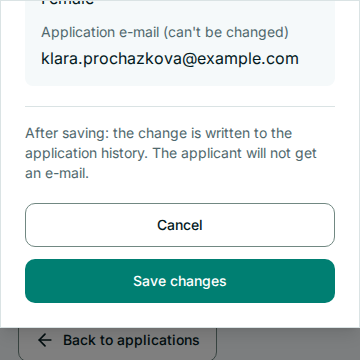 Female
Application e-mail (can't be changed)
klara.prochazkova@example.com
After saving: the change is written to the
application history. The applicant will not get
an e-mail.
Cancel
Save changes
Back to applications